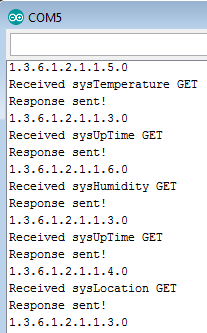 COM5
1.3.6.1.2.1.1.5.0
Received sysTemperature GET
Response sent!
1.3.6.1.2.1.1.3.0
Received sysUpTime GET
Response sent!
1.3.6.1.2.1.1.6.0
Received sysHumidity GET
Response sent!
1.3.6.1.2.1.1.3.0
Received sysUpTime GET
Response sent!
1.3.6.1.2.1.1.4.0
Received sysLocation GET
Response sent!
1.3.6.1.2.1.1.3.0